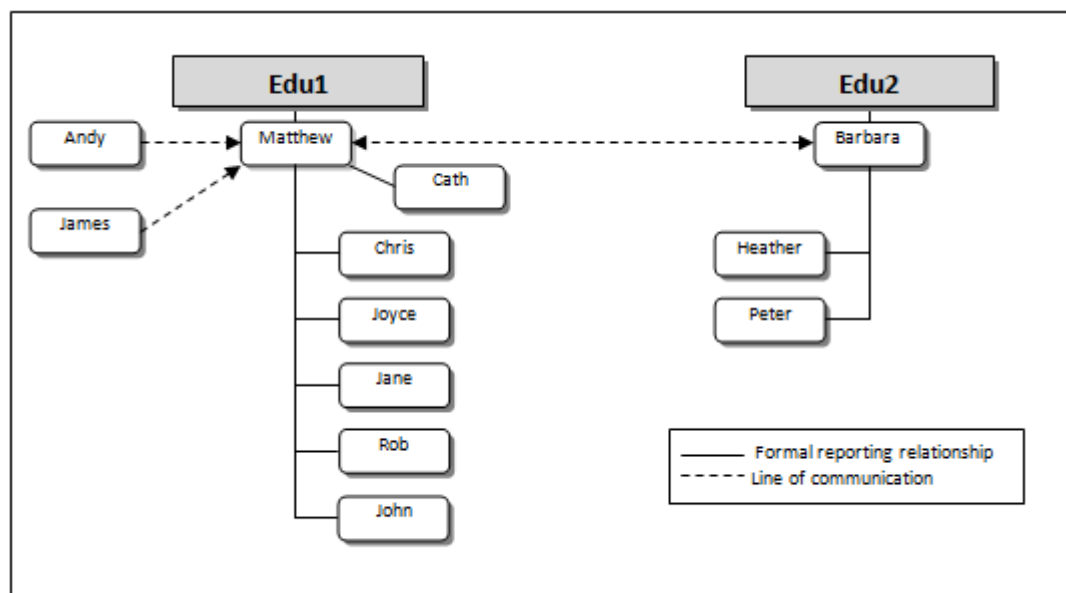 Edu1
Edu2
Andy
Matthew
Barbara
Cath
James
Chris
Heather
Joyce
Peter
Jane
Rob
John
Formal reporting relationship
Line of communication